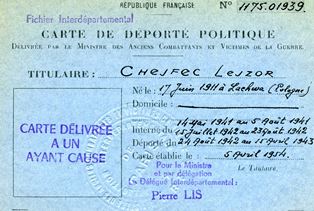 RÉPUBLIQUE FRANÇAISE
N° 1175.01939.
Fichier Interdépartemental
CARTE DE DÉPORTÉ POLITIQUE
DÉLIVRÉE PAR LE MINISTRE DES ANCIENS COMBATTANTS ET VICTIMES DE LA GUERRE.
TITULAIRE : CHESFEC LEJZOR
Né le : 17 Juin 1911 à Lachwa (Pologne)
Domicile :
14 Mai 1941 au 5 Août 1941
Interné du 15 Juillet 1942 au 23 Août 1942
Déporté du 24 Août 1942 au 15 Avril 1943
Carte établie le : 5 Avril 1954.
CARTE DÉLIVRÉE
A UN
AYANT CAUSE
Pour le Ministre
et par délégation
Le Titulaire,
Le Délégué Interdépartemental :
Pierre LIS